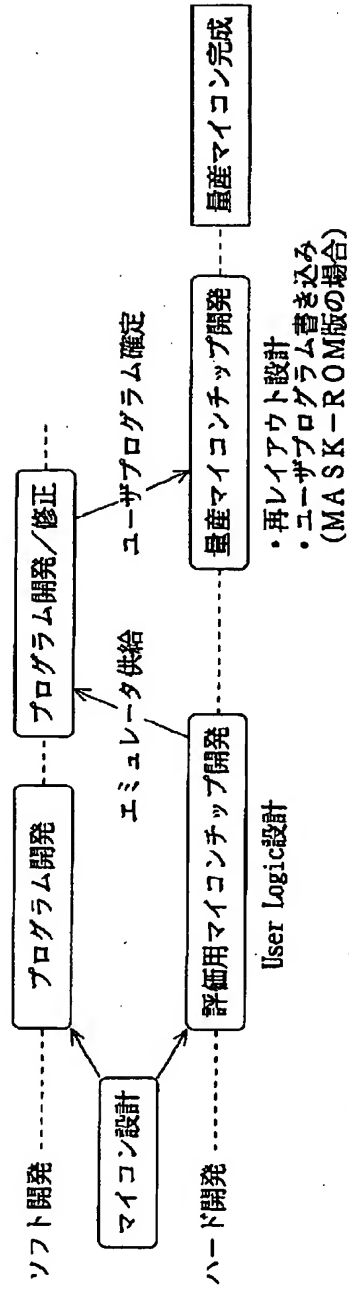 ソフト開発
プログラム開発
プログラム開発/修正
マイコン設計
エミュレータ供給
ユーザプログラム確定
ハード開発
評価用マイコンチップ開発
量産マイコンチップ開発
量産マイコン完成
User Logic設計
・再レイアウト設計
・ユーザプログラム書き込み
(MASK-ROM版の場合)